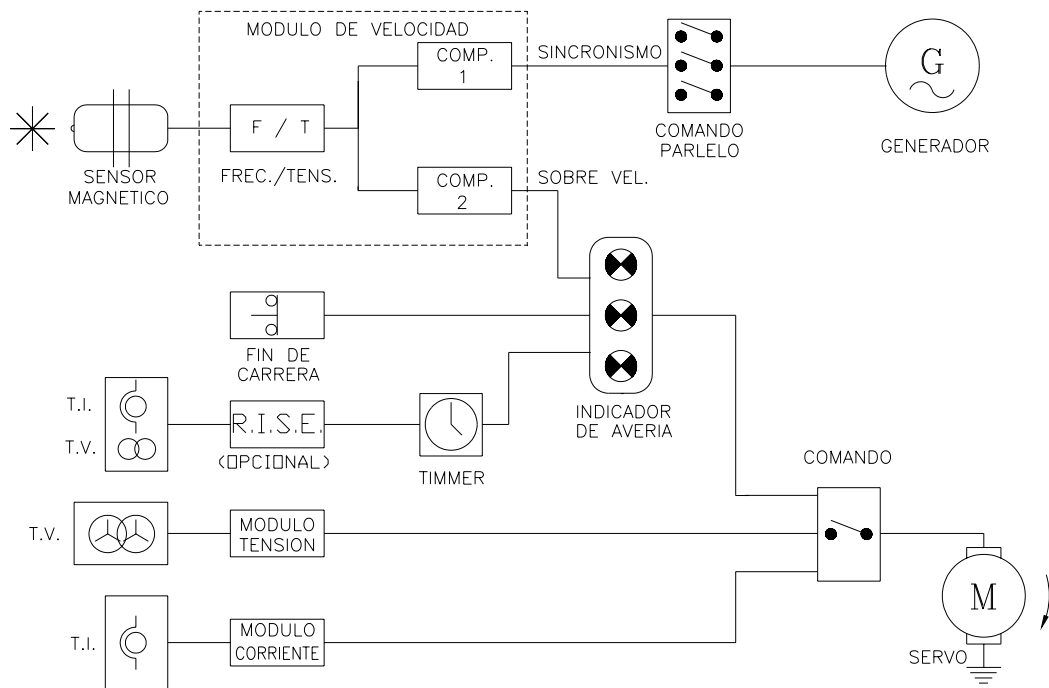 MODULO DE VELOCIDAD
COMP.
1
SINCRONISMO
G
F / T
COMANDO
PARLELO
GENERADOR
SENSOR
MAGNETICO
FREC./TENS.
COMP.
2
SOBRE VEL.
FIN DE
CARRERA
INDICADOR
DE AVERIA
T.I.
T.V.
R.I.S.E.
(OPCIONAL)
TIMMER
COMANDO
T.V.
MODULO
TENSION
M
T.I.
MODULO
CORRIENTE
SERVO